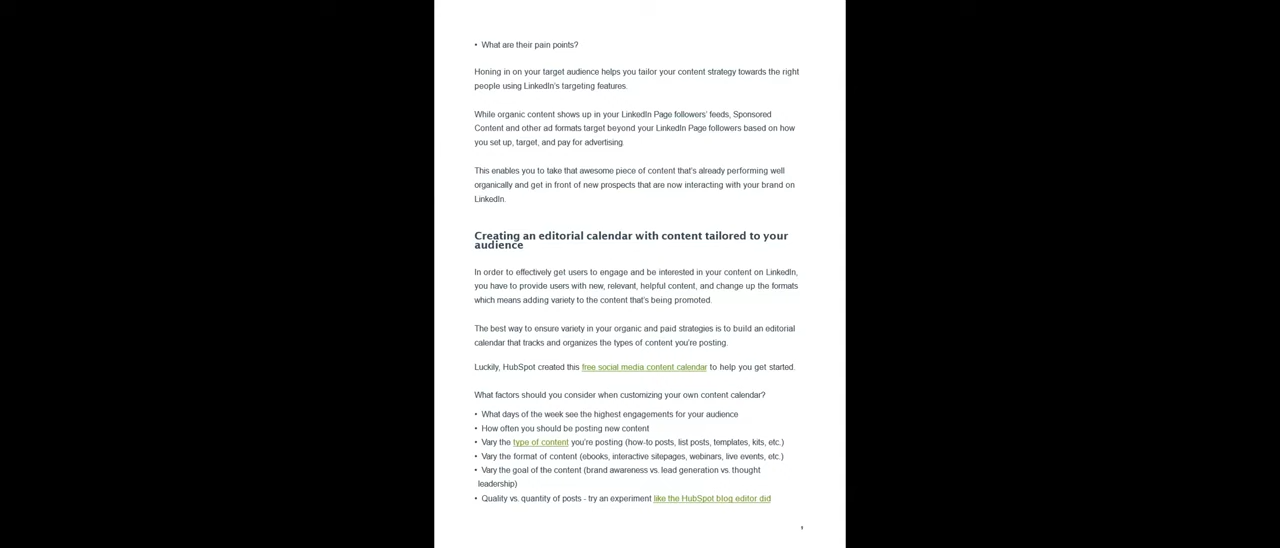 • What are their pain points?
Honing in on your target audience helps you tailor your content strategy towards the right
people using LinkedIn's targeting features.
While organic content shows up in your LinkedIn Page followers' feeds, Sponsored
Content and other ad formats target beyond your LinkedIn Page followers based on how
you set up, target, and pay for advertising.
This enables you to take that awesome piece of content that's already performing well
organically and get in front of new prospects that are now interacting with your brand on
LinkedIn.
Creating an editorial calendar with content tailored to your
audience
In order to effectively get users to engage and be interested in your content on LinkedIn,
you have to provide users with new, relevant, helpful content, and change up the formats
which means adding variety to the content that's being promoted.
The best way to ensure variety in your organic and paid strategies is to build an editorial
calendar that tracks and organizes the types of content you're posting.
Luckily, HubSpot created this free social media content calendar to help you get started.
What factors should you consider when customizing your own content calendar?
• What days of the week see the highest engagements for your audience
• How often you should be posting new content
• Vary the type of content you're posting (how-to posts, list posts, templates, kits, etc.)
• Vary the format of content (ebooks, interactive sitepages, webinars, live events, etc.)
• Vary the goal of the content (brand awareness vs. lead generation vs. thought
leadership)
• Quality vs. quantity of posts - try an experiment like the HubSpot blog editor did